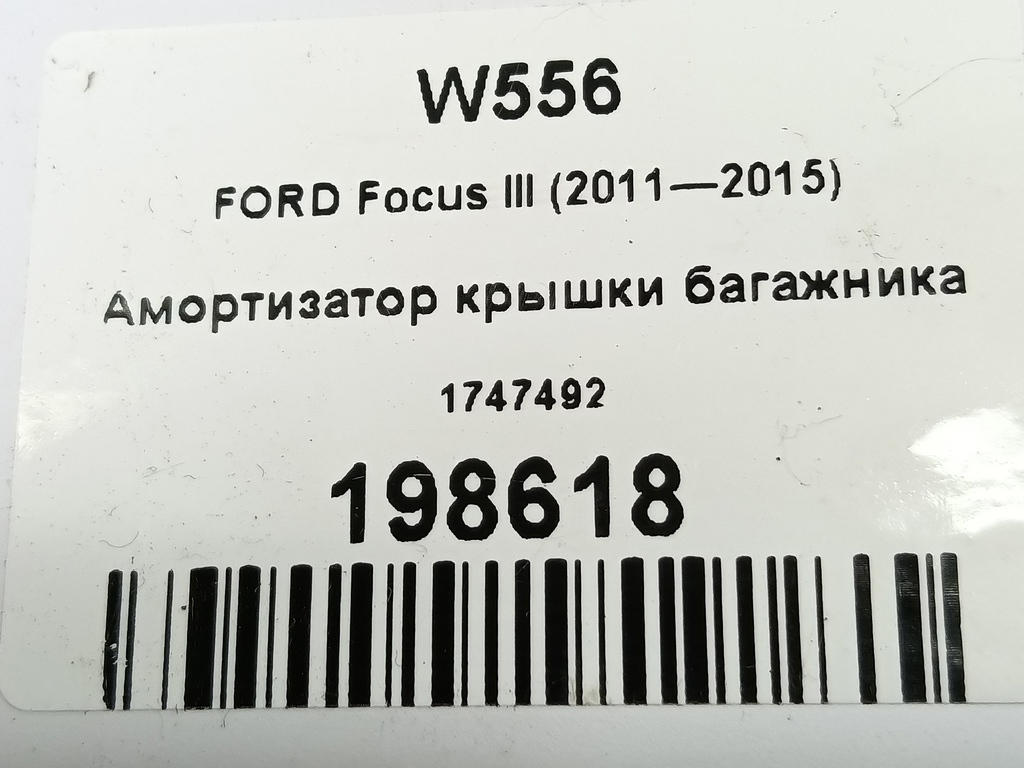 W556
FORD Focus III (2011—2015)
Амортизатор крышки багажника
1747492
198618